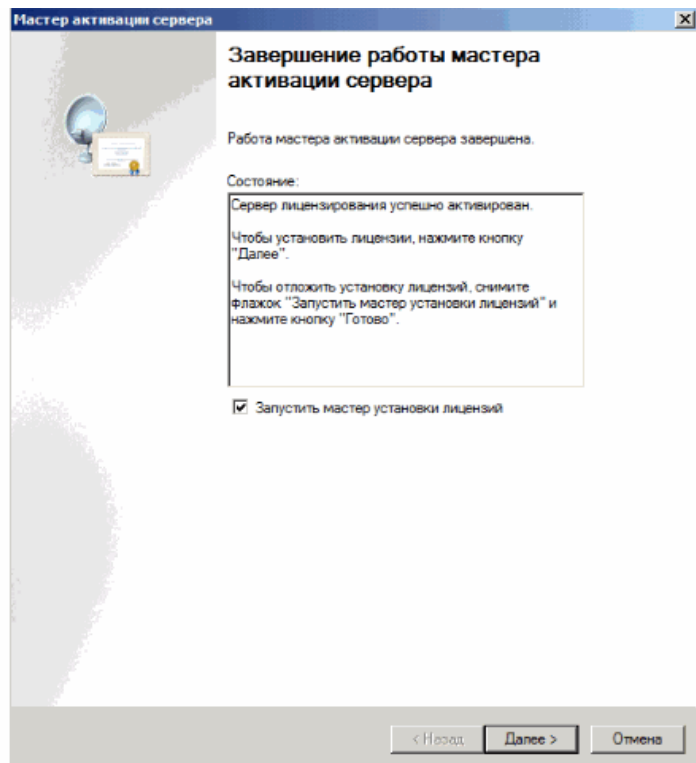 Мастер активации сервера
Завершение работы мастера
активации сервера
Работа мастера активации сервера завершена.
Состояние:
Сервер лицензирования успешно активирован.
Чтобы установить лицензии, нажмите кнопку
"Далее".
Чтобы отложить установку лицензий, снимите
флажок "Запустить мастер установки лицензий" и
нажмите кнопку "Готово".
Запустить мастер установки лицензий
< Назад
Далее >
Отмена